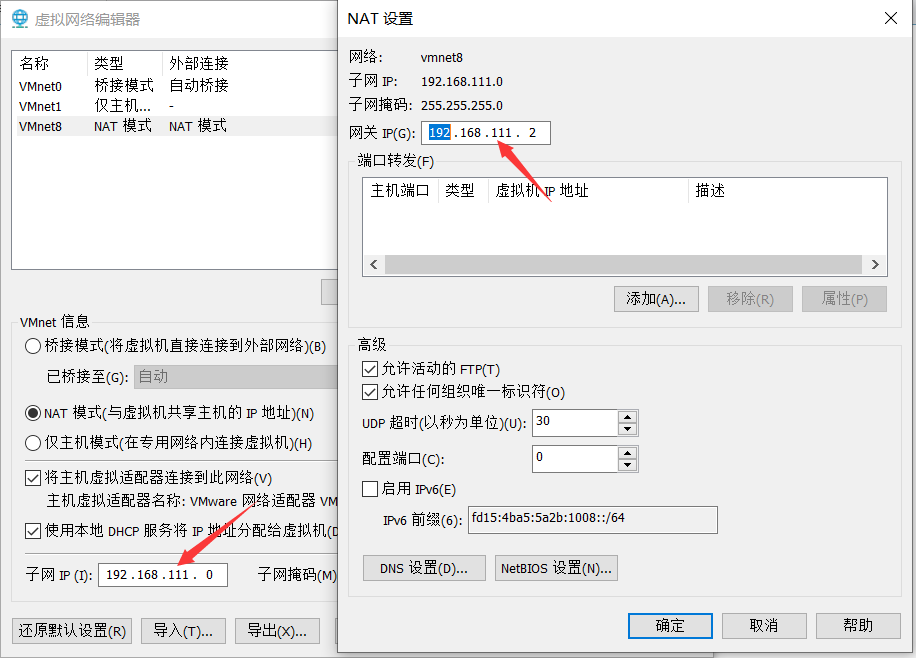 虚拟网络编辑器
名称 类型 外部连接
VMnet0 桥接模式 自动桥接
VMnet1 仅主机... -
VMnet8 NAT 模式 NAT 模式
VMnet 信息
桥接模式(将虚拟机直接连接到外部网络)(B)
已桥接至(G): 自动
NAT 模式(与虚拟机共享主机的 IP 地址)(N)
仅主机模式(在专用网络内连接虚拟机)(H)
将主机虚拟适配器连接到此网络(V)
主机虚拟适配器名称: VMware 网络适配器 VM
使用本地 DHCP 服务将 IP 地址分配给虚拟机(D
子网 IP (I): 192.168.111. 0 子网掩码(M)
还原默认设置(R) 导入(T)... 导出(X)...
NAT 设置
网络: vmnet8
子网 IP: 192.168.111.0
子网掩码: 255.255.255.0
网关 IP(G): 192.168.111. 2
端口转发(F)
主机端口 类型 虚拟机 IP 地址 描述
添加(A)... 移除(R) 属性(P)
高级
允许活动的 FTP(T)
允许任何组织唯一标识符(O)
UDP 超时(以秒为单位)(U): 30
配置端口(C): 0
启用 IPv6(E)
IPv6 前缀(6): fd15:4ba5:5a2b:1008::/64
DNS 设置(D)... NetBIOS 设置(N)...
确定 取消 帮助